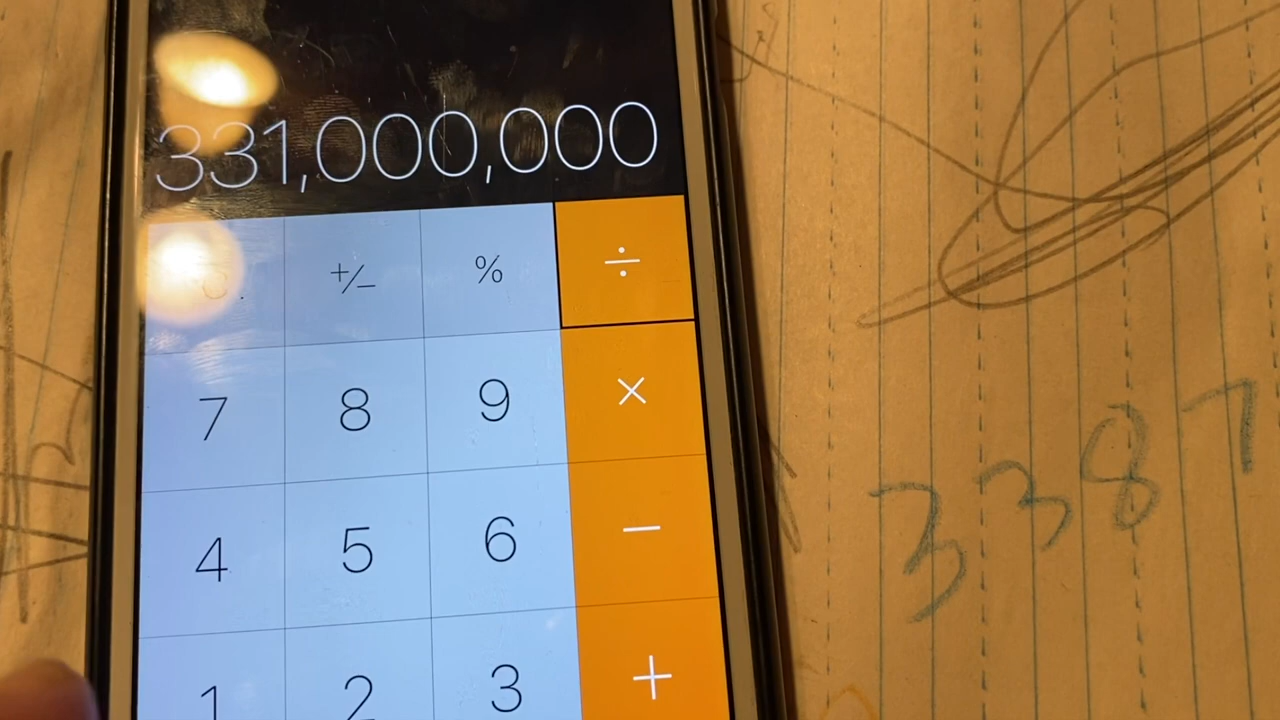 331,000,000
+/- % ÷
7 8 9 ×
4 5 6 −
1 2 3 +
3387